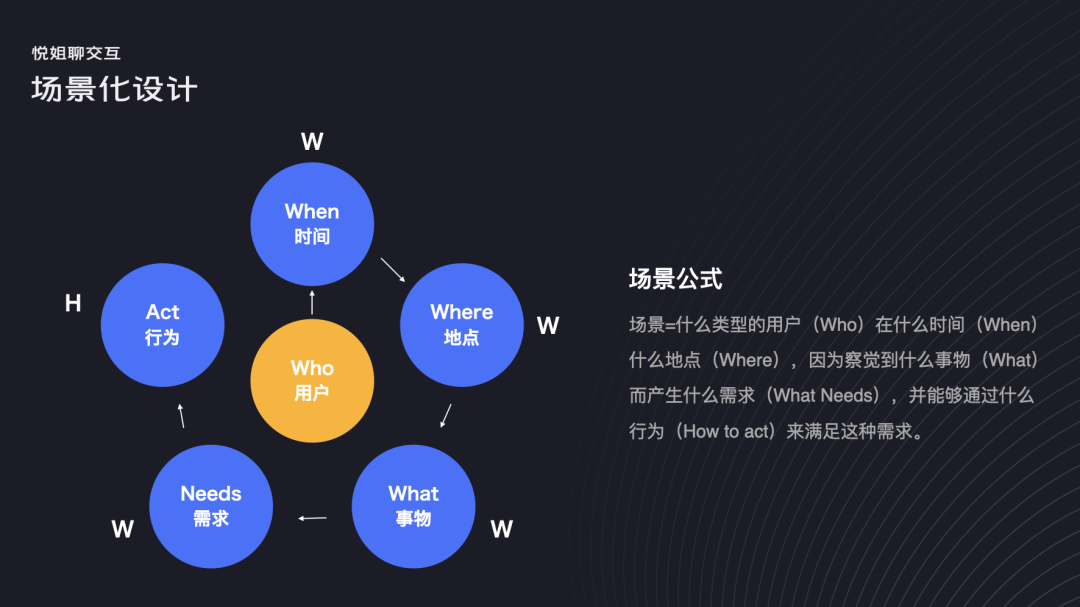 悦姐聊交互
场景化设计
W
When
时间
H
Act
行为
Where
地点
W
Who
用户
Needs
需求
W
What
事物
W
场景公式
场景=什么类型的用户（Who）在什么时间（When）
什么地点（Where），因为察觉到什么事物（What）
而产生什么需求（What Needs），并能够通过什么
行为（How to act）来满足这种需求。